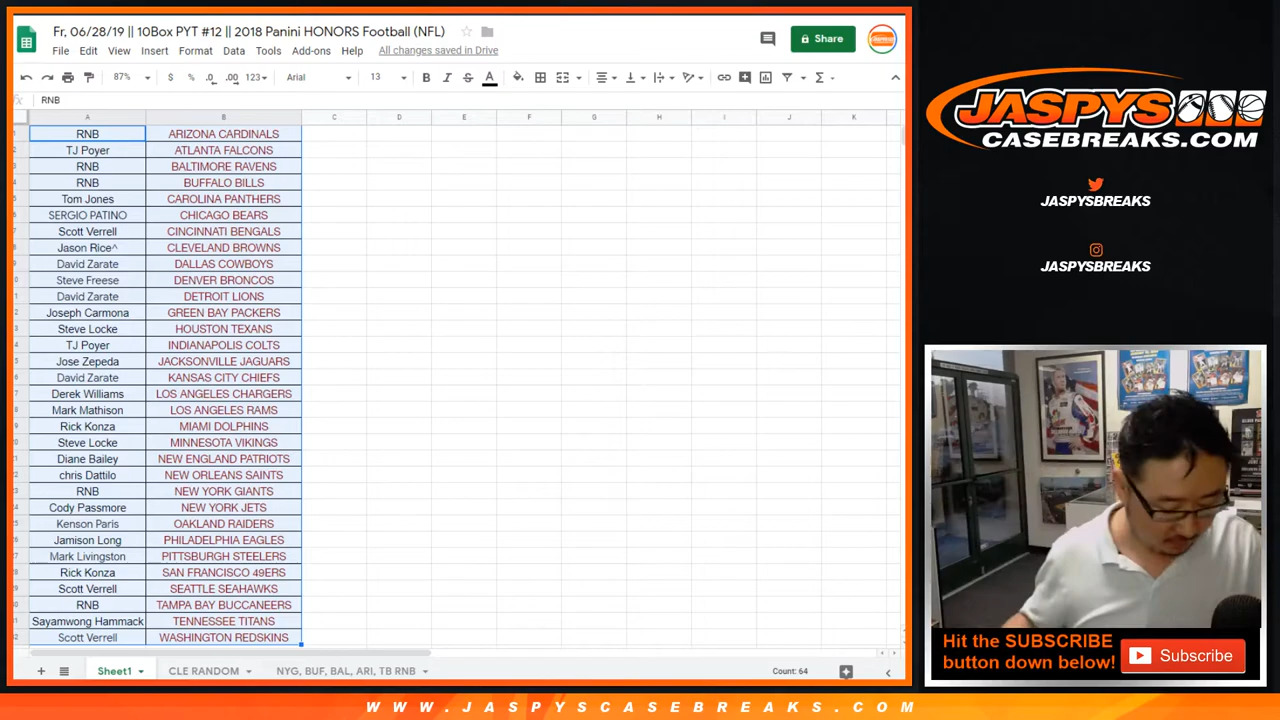 Fr, 06/28/19 || 10Box PYT #12 || 2018 Panini HONORS Football (NFL)
File Edit View Insert Format Data Tools Add-ons Help All changes saved in Drive
Share
87% $ % .0 .00 123 Arial 13 B I S A
fx RNB
A B C D E F G H I J K
RNB ARIZONA CARDINALS
TJ Poyer ATLANTA FALCONS
RNB BALTIMORE RAVENS
RNB BUFFALO BILLS
Tom Jones CAROLINA PANTHERS
SERGIO PATINO CHICAGO BEARS
Scott Verrell CINCINNATI BENGALS
Jason Rice^ CLEVELAND BROWNS
David Zarate DALLAS COWBOYS
Steve Freese DENVER BRONCOS
David Zarate DETROIT LIONS
Joseph Carmona GREEN BAY PACKERS
Steve Locke HOUSTON TEXANS
TJ Poyer INDIANAPOLIS COLTS
Jose Zepeda JACKSONVILLE JAGUARS
David Zarate KANSAS CITY CHIEFS
Derek Williams LOS ANGELES CHARGERS
Mark Mathison LOS ANGELES RAMS
Rick Konza MIAMI DOLPHINS
Steve Locke MINNESOTA VIKINGS
Diane Bailey NEW ENGLAND PATRIOTS
chris Dattilo NEW ORLEANS SAINTS
RNB NEW YORK GIANTS
Cody Passmore NEW YORK JETS
Kenson Paris OAKLAND RAIDERS
Jamison Long PHILADELPHIA EAGLES
Mark Livingston PITTSBURGH STEELERS
Rick Konza SAN FRANCISCO 49ERS
Scott Verrell SEATTLE SEAHAWKS
RNB TAMPA BAY BUCCANEERS
Sayamwong Hammack TENNESSEE TITANS
Scott Verrell WASHINGTON REDSKINS
Sheet1 CLE RANDOM NYG, BUF, BAL, ARI, TB RNB Count: 64
JASPYS
CASEBREAKS.COM
JASPYSBREAKS
JASPYSBREAKS
Hit the SUBSCRIBE
button down below!
Subscribe
WWW.JASPYSCASEBREAKS.COM